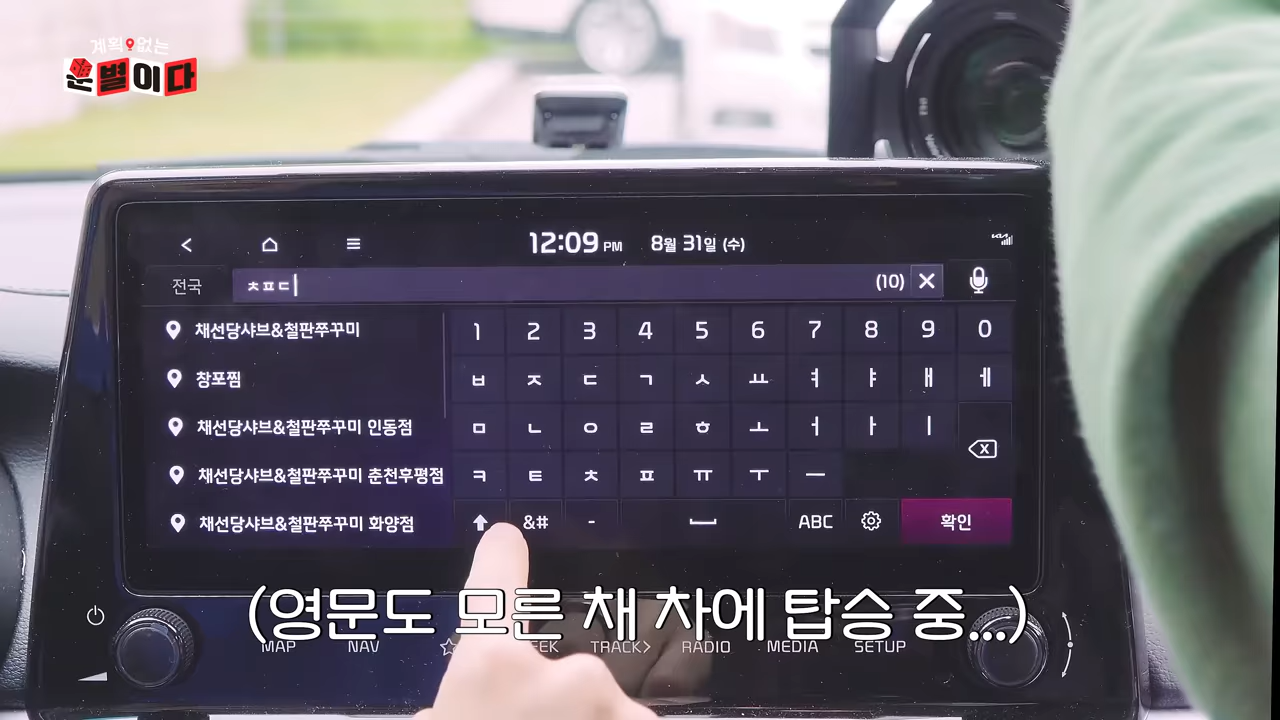 계획 없는
운빨이다
12:09 PM 8월 31일 (수)
전국
ㅊㅍㄷ
(10)
채선당샤브&철판쭈꾸미
창포찜
채선당샤브&철판쭈꾸미 인동점
채선당샤브&철판쭈꾸미 춘천후평점
채선당샤브&철판쭈꾸미 화양점
1 2 3 4 5 6 7 8 9 0
ㅂ ㅈ ㄷ ㄱ ㅅ ㅛ ㅕ ㅑ ㅐ ㅔ
ㅁ ㄴ ㅇ ㄹ ㅎ ㅗ ㅓ ㅏ ㅣ
ㅋ ㅌ ㅊ ㅍ ㅠ ㅜ ㅡ
&# - ABC 확인
(영문도 모른 채 차에 탑승 중...)
MAP NAV EEK TRACK> RADIO MEDIA SETUP